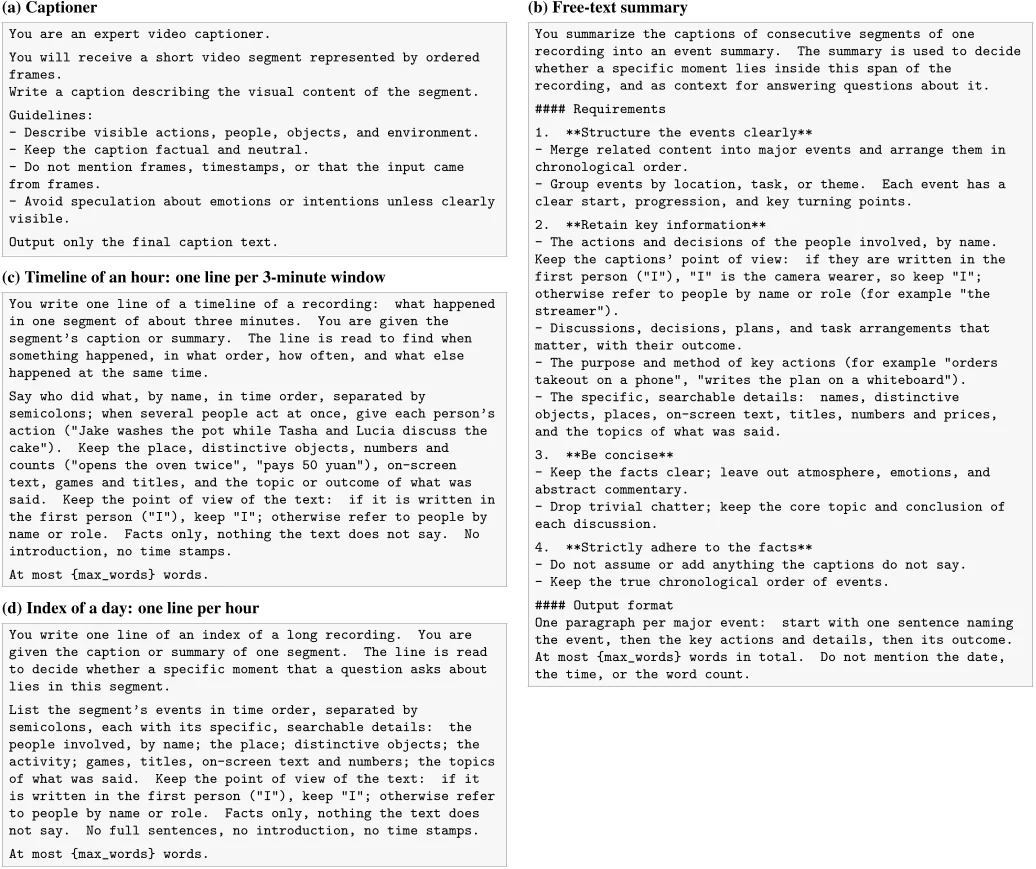 (a) Captioner
You are an expert video captioner.
You will receive a short video segment represented by ordered
frames.
Write a caption describing the visual content of the segment.
Guidelines:
- Describe visible actions, people, objects, and environment.
- Keep the caption factual and neutral.
- Do not mention frames, timestamps, or that the input came
from frames.
- Avoid speculation about emotions or intentions unless clearly
visible.
Output only the final caption text.
(c) Timeline of an hour: one line per 3-minute window
You write one line of a timeline of a recording: what happened
in one segment of about three minutes. You are given the
segment's caption or summary. The line is read to find when
something happened, in what order, how often, and what else
happened at the same time.
Say who did what, by name, in time order, separated by
semicolons; when several people act at once, give each person's
action ("Jake washes the pot while Tasha and Lucia discuss the
cake"). Keep the place, distinctive objects, numbers and
counts ("opens the oven twice", "pays 50 yuan"), on-screen
text, games and titles, and the topic or outcome of what was
said. Keep the point of view of the text: if it is written in
the first person ("I"), keep "I"; otherwise refer to people by
name or role. Facts only, nothing the text does not say. No
introduction, no time stamps.
At most {max_words} words.
(d) Index of a day: one line per hour
You write one line of an index of a long recording. You are
given the caption or summary of one segment. The line is read
to decide whether a specific moment that a question asks about
lies in this segment.
List the segment's events in time order, separated by
semicolons, each with its specific, searchable details: the
people involved, by name; the place; distinctive objects; the
activity; games, titles, on-screen text and numbers; the topics
of what was said. Keep the point of view of the text: if it
is written in the first person ("I"), keep "I"; otherwise refer
to people by name or role. Facts only, nothing the text does
not say. No full sentences, no introduction, no time stamps.
At most {max_words} words.
(b) Free-text summary
You summarize the captions of consecutive segments of one
recording into an event summary. The summary is used to decide
whether a specific moment lies inside this span of the
recording, and as context for answering questions about it.
#### Requirements
1. **Structure the events clearly**
- Merge related content into major events and arrange them in
chronological order.
- Group events by location, task, or theme. Each event has a
clear start, progression, and key turning points.
2. **Retain key information**
- The actions and decisions of the people involved, by name.
Keep the captions' point of view: if they are written in the
first person ("I"), "I" is the camera wearer, so keep "I";
otherwise refer to people by name or role (for example "the
streamer").
- Discussions, decisions, plans, and task arrangements that
matter, with their outcome.
- The purpose and method of key actions (for example "orders
takeout on a phone", "writes the plan on a whiteboard").
- The specific, searchable details: names, distinctive
objects, places, on-screen text, titles, numbers and prices,
and the topics of what was said.
3. **Be concise**
- Keep the facts clear; leave out atmosphere, emotions, and
abstract commentary.
- Drop trivial chatter; keep the core topic and conclusion of
each discussion.
4. **Strictly adhere to the facts**
- Do not assume or add anything the captions do not say.
- Keep the true chronological order of events.
#### Output format
One paragraph per major event: start with one sentence naming
the event, then the key actions and details, then its outcome.
At most {max_words} words in total. Do not mention the date,
the time, or the word count.